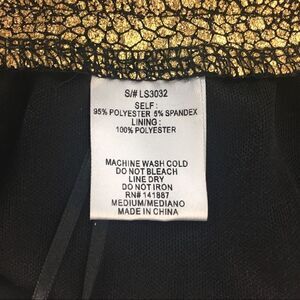 S/# LS3032
SELF:
95% POLYESTER 5% SPANDEX
LINING:
100% POLYESTER
MACHINE WASH COLD
DO NOT BLEACH
LINE DRY
DO NOT IRON
RN# 141887
MEDIUM/MEDIANO
MADE IN CHINA